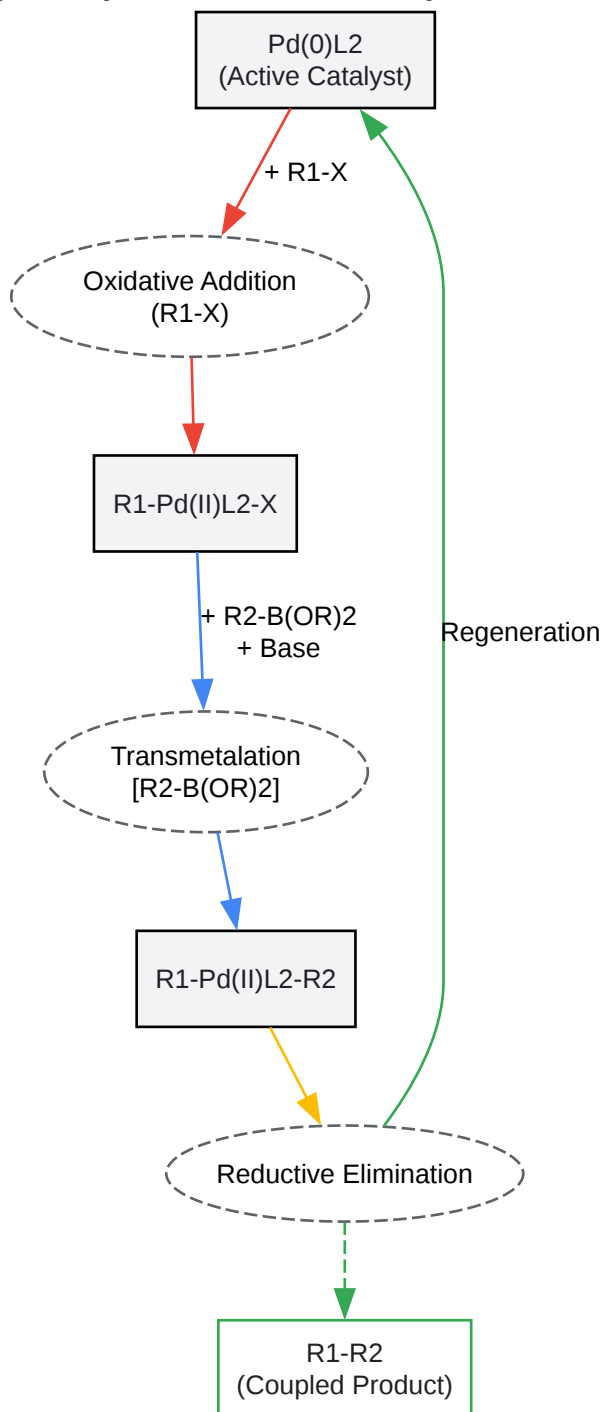 Pd(0)L2
(Active Catalyst)
+ R1-X
Oxidative Addition
(R1-X)
R1-Pd(II)L2-X
+ R2-B(OR)2
+ Base
Regeneration
Transmetalation
[R2-B(OR)2]
R1-Pd(II)L2-R2
Reductive Elimination
R1-R2
(Coupled Product)